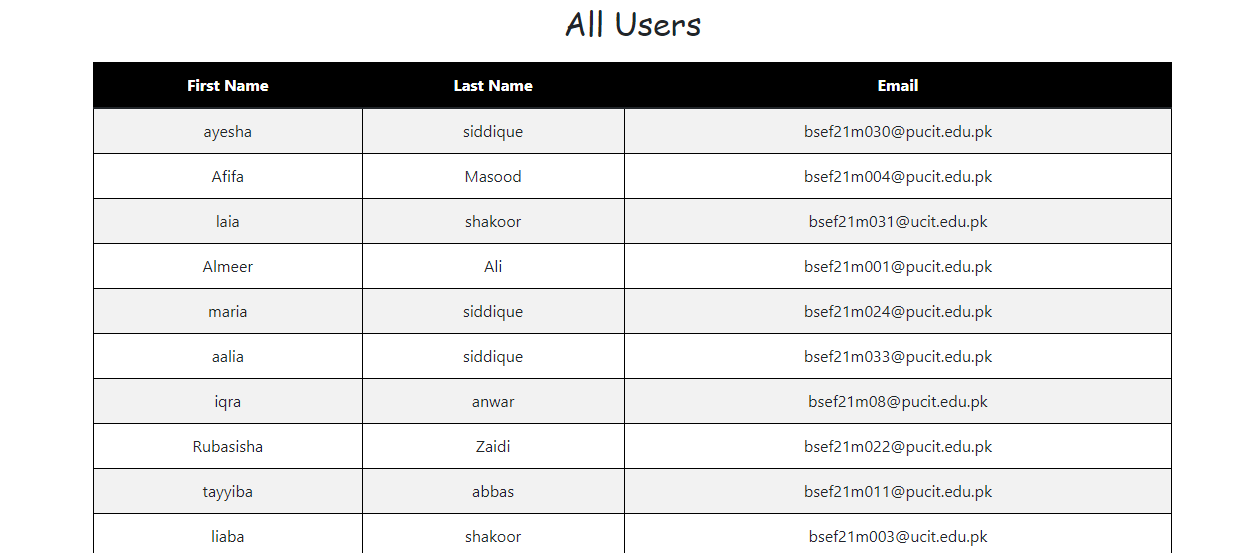 All Users
First Name Last Name Email
ayesha siddique bsef21m030@pucit.edu.pk
Afifa Masood bsef21m004@pucit.edu.pk
laia shakoor bsef21m031@ucit.edu.pk
Almeer Ali bsef21m001@pucit.edu.pk
maria siddique bsef21m024@pucit.edu.pk
aalia siddique bsef21m033@pucit.edu.pk
iqra anwar bsef21m08@pucit.edu.pk
Rubasisha Zaidi bsef21m022@pucit.edu.pk
tayyiba abbas bsef21m011@pucit.edu.pk
liaba shakoor bsef21m003@ucit.edu.pk